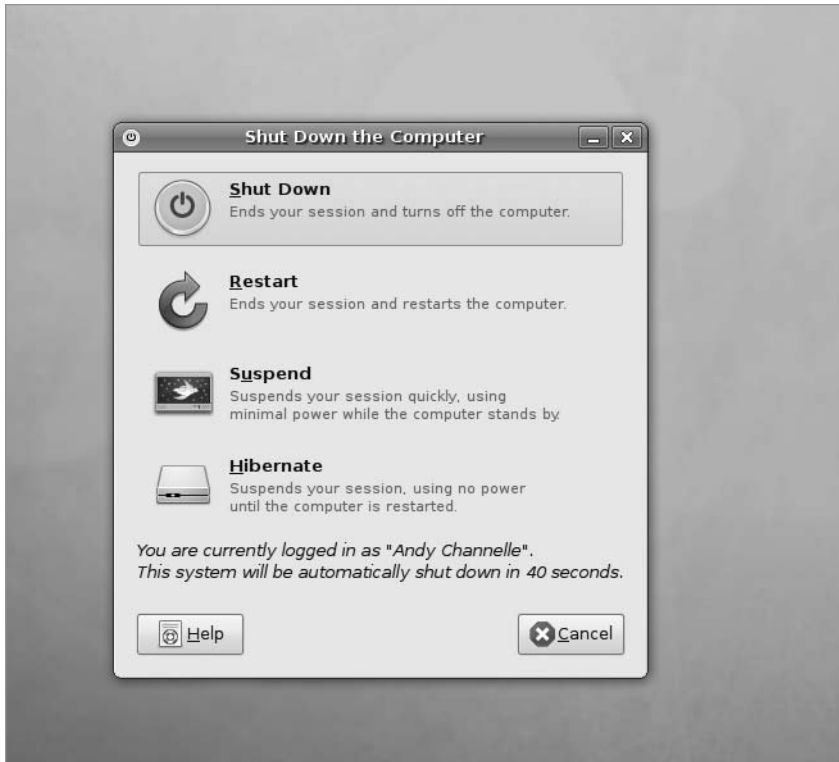 Shut Down the Computer
Shut Down
Ends your session and turns off the computer.
Restart
Ends your session and restarts the computer.
Suspend
Suspends your session quickly, using
minimal power while the computer stands by.
Hibernate
Suspends your session, using no power
until the computer is restarted.
You are currently logged in as "Andy Channelle".
This system will be automatically shut down in 40 seconds.
Help
Cancel